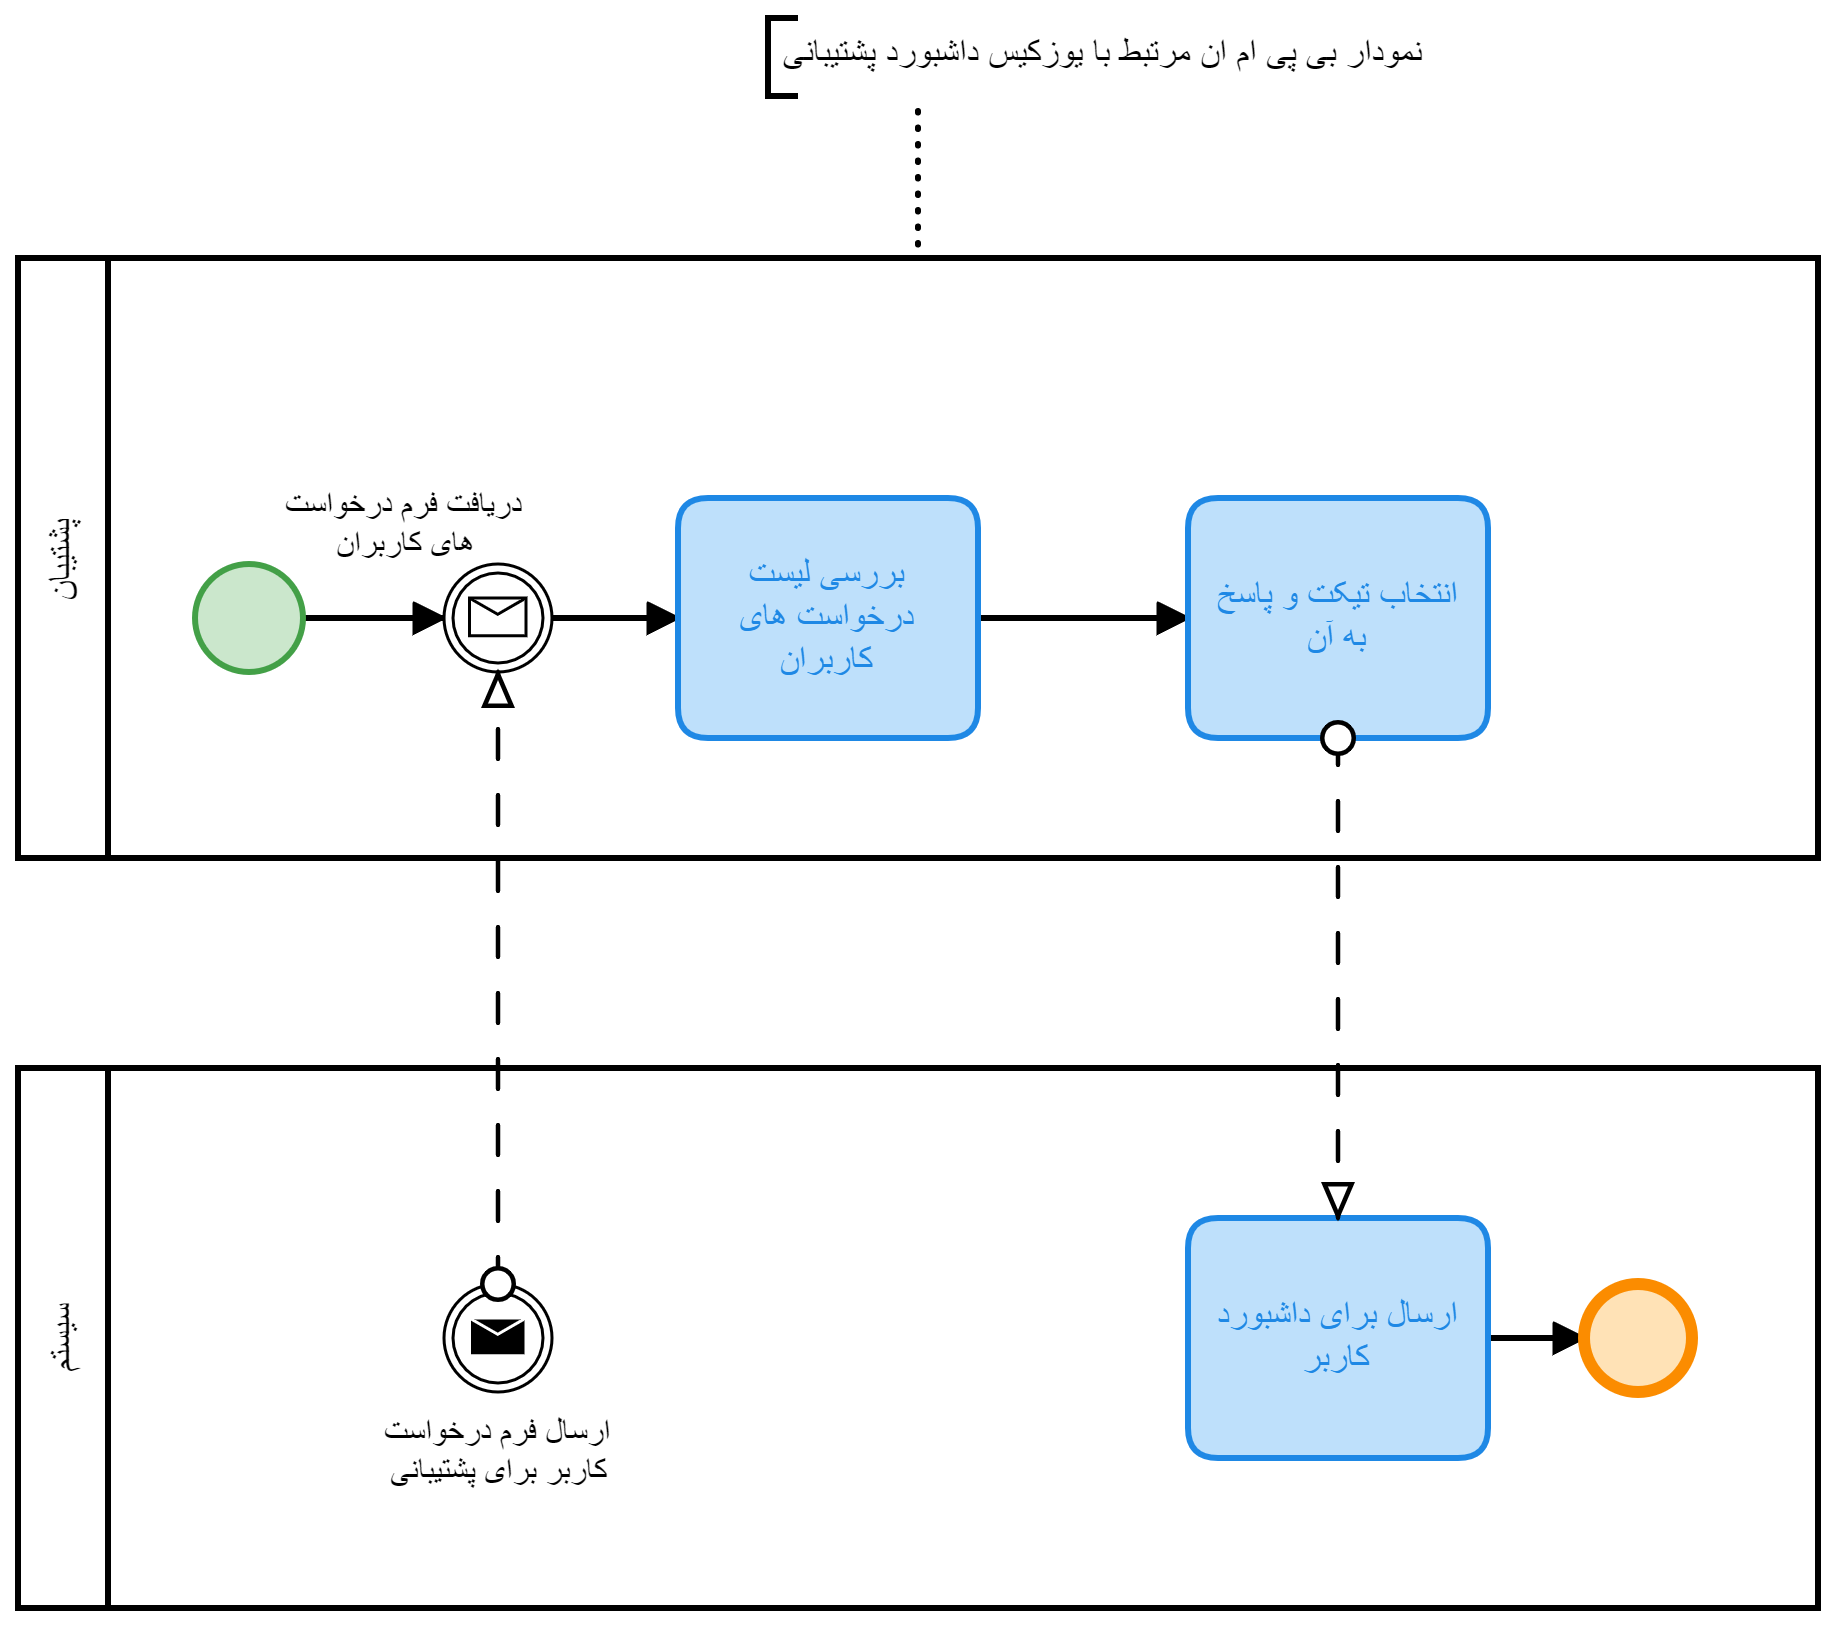 نمودار بی پی ام ان مرتبط با یوزکیس داشبورد پشتیبانی
پشتیبان
دریافت فرم درخواست
های کاربران
بررسی لیست
درخواست های
کاربران
انتخاب تیکت و پاسخ
به آن
سیستم
ارسال فرم درخواست
کاربر برای پشتیبانی
ارسال برای داشبورد
کاربر